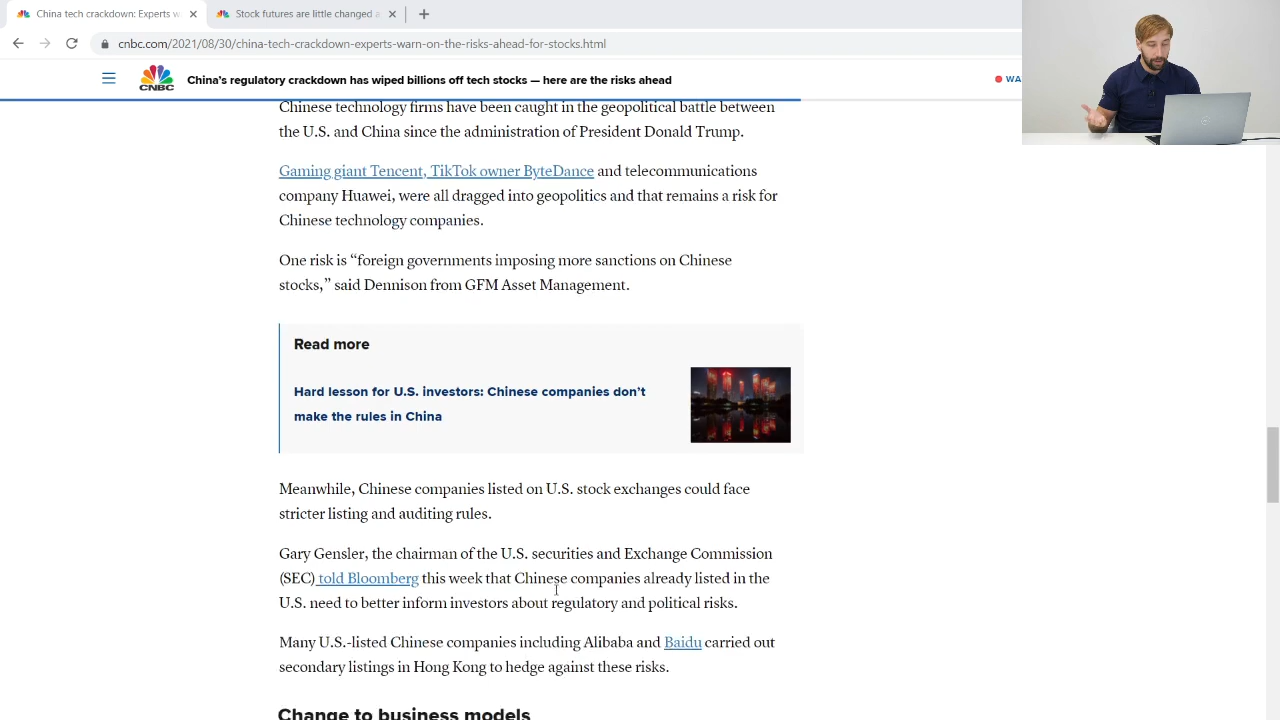 China tech crackdown: Experts w
Stock futures are little changed a
cnbc.com/2021/08/30/china-tech-crackdown-experts-warn-on-the-risks-ahead-for-stocks.html
CNBC
China’s regulatory crackdown has wiped billions off tech stocks — here are the risks ahead
WA
Chinese technology firms have been caught in the geopolitical battle between
the U.S. and China since the administration of President Donald Trump.
Gaming giant Tencent, TikTok owner ByteDance and telecommunications
company Huawei, were all dragged into geopolitics and that remains a risk for
Chinese technology companies.
One risk is “foreign governments imposing more sanctions on Chinese
stocks,” said Dennison from GFM Asset Management.
Read more
Hard lesson for U.S. investors: Chinese companies don’t
make the rules in China
Meanwhile, Chinese companies listed on U.S. stock exchanges could face
stricter listing and auditing rules.
Gary Gensler, the chairman of the U.S. securities and Exchange Commission
(SEC) told Bloomberg this week that Chinese companies already listed in the
U.S. need to better inform investors about regulatory and political risks.
Many U.S.-listed Chinese companies including Alibaba and Baidu carried out
secondary listings in Hong Kong to hedge against these risks.
Change to business models